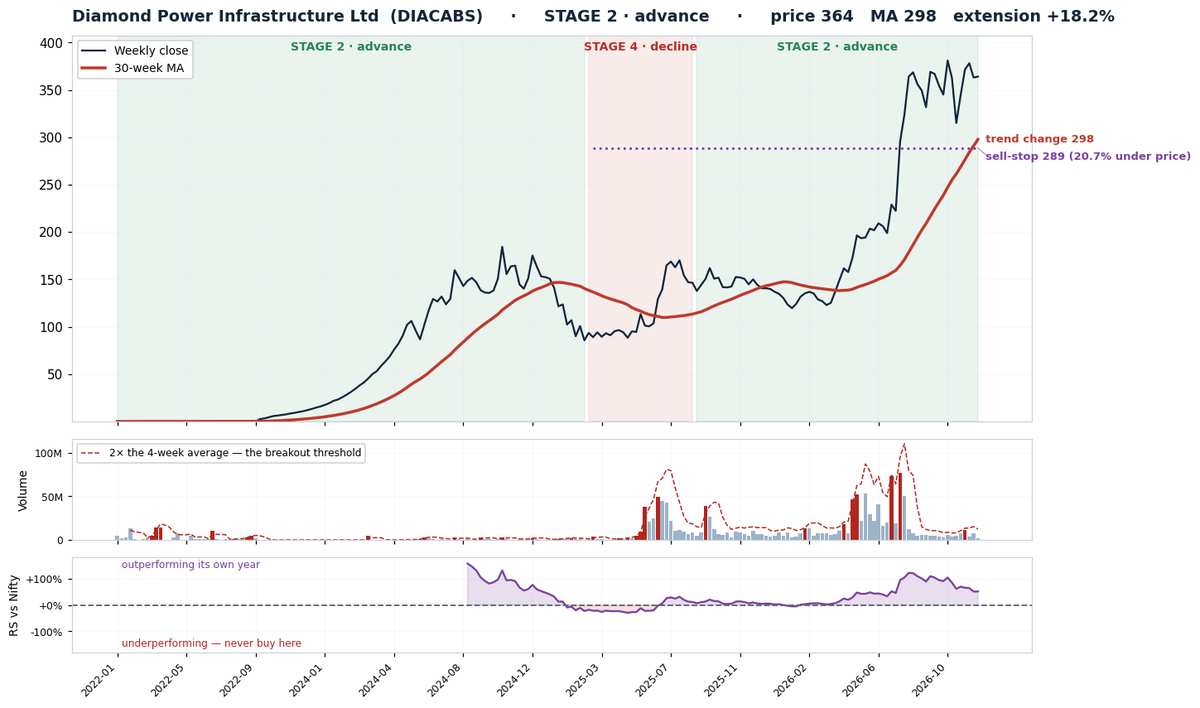 Diamond Power Infrastructure Ltd (DIACABS) · STAGE 2 · advance · price 364 MA 298 extension +18.2%
400
350
300
250
200
150
100
50
Weekly close
30-week MA
STAGE 2 · advance
STAGE 4 · decline
STAGE 2 · advance
trend change 298
sell-stop 289 (20.7% under price)
Volume
100M
50M
0
2× the 4-week average — the breakout threshold
RS vs Nifty
+100%
+0%
-100%
outperforming its own year
underperforming — never buy here
2022-01
2022-05
2022-09
2024-01
2024-04
2024-08
2024-12
2025-03
2025-07
2025-11
2026-02
2026-06
2026-10